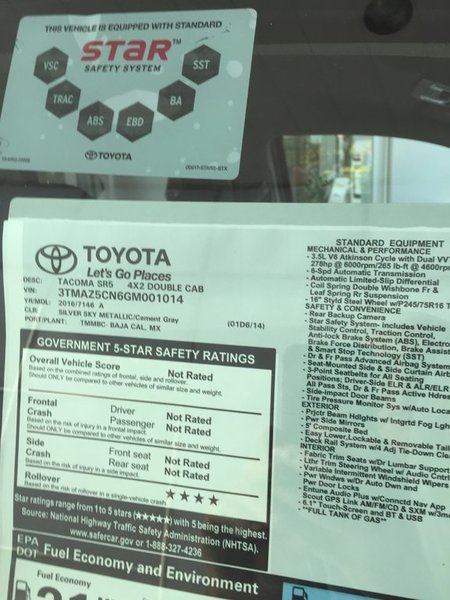 THIS VEHICLE IS EQUIPPED WITH STANDARD
STAR™
SAFETY SYSTEM
VSC
TRAC
ABS
EBD
BA
SST
TOYOTA
00017-STARS-STK
TOYOTA
Let's Go Places
DESC: TACOMA SR5 4X2 DOUBLE CAB
VIN: 3TMAZ5CN6GM001014
YR/MDL: 2016/7146 A (01D6/14)
CLR: SILVER SKY METALLIC/Cement Gray
PORT/PLANT: TMMBC- BAJA CAL. MX
GOVERNMENT 5-STAR SAFETY RATINGS
Overall Vehicle Score Not Rated
Based on the combined ratings of frontal, side and rollover.
Should ONLY be compared to other vehicles of similar size and weight.
Frontal Driver Not Rated
Crash Passenger Not Rated
Based on the risk of injury in a frontal impact.
Should ONLY be compared to other vehicles of similar size and weight.
Side Front seat Not Rated
Crash Rear seat Not Rated
Based on the risk of injury in a side impact.
Rollover ★★★★
Based on the risk of rollover in a single-vehicle crash.
Star ratings range from 1 to 5 stars (★★★★★) with 5 being the highest.
Source: National Highway Traffic Safety Administration (NHTSA).
www.safercar.gov or 1-888-327-4236
EPA
DOT Fuel Economy and Environment
Fuel Economy
STANDARD EQUIPMENT
MECHANICAL & PERFORMANCE
- 3.5L V6 Atkinson Cycle with Dual VVT
278hp @ 6000rpm/265 lb-ft @ 4600rpm
- 6-Spd Automatic Transmission
- Automatic Limited-Slip Differential
- Coil Spring Double Wishbone Fr &
Leaf Spring Rr Suspension
- 16" Styld Steel Wheel w/P245/75R16
SAFETY & CONVENIENCE
- Rear Backup Camera
- Star Safety System- includes Vehicle
Stability Control, Traction Control,
Anti-lock Brake System (ABS), Electronic
Brake Force Distribution, Brake Assist
& Smart Stop Technology (SST)
- Dr & Fr Pass Advanced Airbag System
- Seat-Mounted Side & Side Curtain
- 3-Point Seatbelts for All Seating
Positions; Driver-Side ELR & ALR/ELR
All Pass Sts, Dr & Fr Pass Active
- Side-Impact Door Beams
- Tire Pressure Monitor Sys w/Auto
EXTERIOR
- Prjctr Beam Hdlghts w/ Intgrtd Fog
- Pwr Side Mirrors
- 5" Composite Bed
- Easy Lower,Lockable & Removable
- Deck Rail System w/4 Adj Tie-Down
INTERIOR
- Fabric Trim Seats w/Dr Lumbar Support
- Lthr Trim Steering Wheel w/ Audio
- Variable Intermittent Windshield Wipers
- Pwr Wndws w/Dr Auto Dwn and
Pwr Door Locks
- Entune Audio Plus w/Connctd Nav App
Scout GPS Link AM/FM/CD & SXM
- 6.1" Touch-Screen and BT & USB
- **FULL TANK OF GAS**